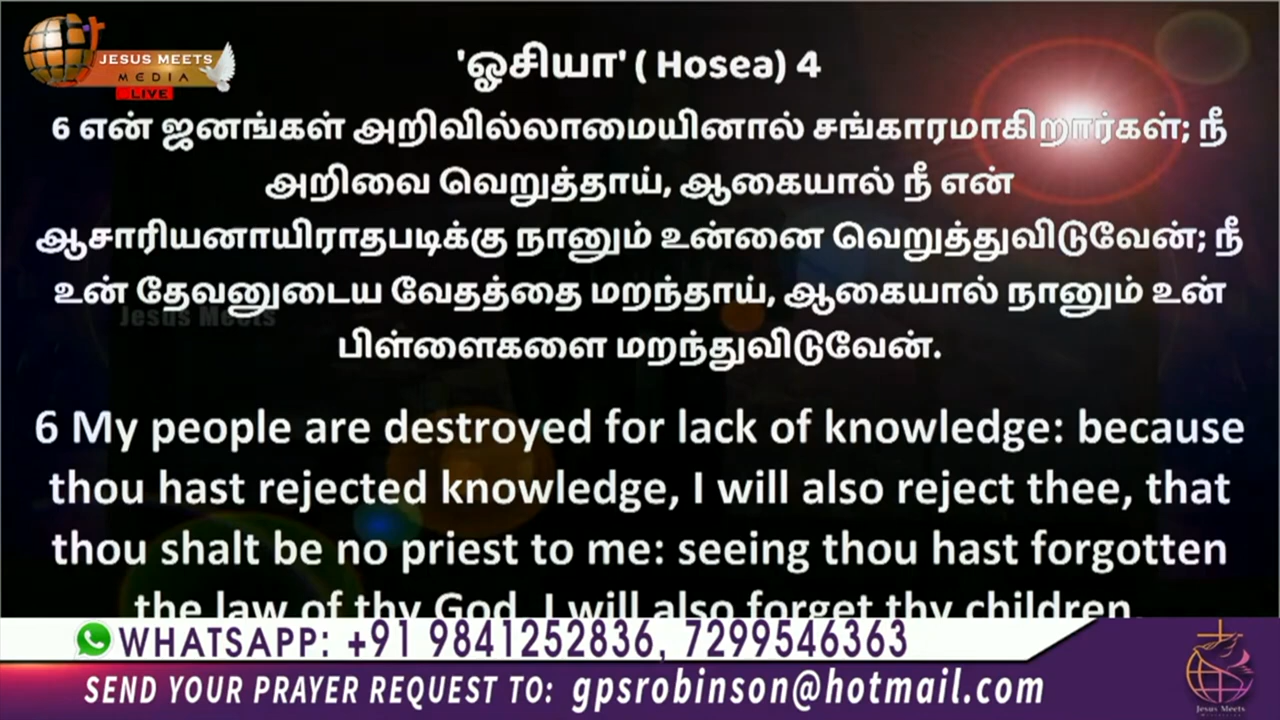 JESUS MEETS
MEDIA
LIVE
'ஓசியா' ( Hosea) 4
6 என் ஜனங்கள் அறிவில்லாமையினால் சங்காரமாகிறார்கள்; நீ
அறிவை வெறுத்தாய், ஆகையால் நீ என்
ஆசாரியனாயிராதபடிக்கு நானும் உன்னை வெறுத்துவிடுவேன்; நீ
உன் தேவனுடைய வேதத்தை மறந்தாய், ஆகையால் நானும் உன்
Jesus Meets
பிள்ளைகளை மறந்துவிடுவேன்.
6 My people are destroyed for lack of knowledge: because
thou hast rejected knowledge, I will also reject thee, that
thou shalt be no priest to me: seeing thou hast forgotten
the law of thy God, I will also forget thy children.
WHATSAPP: +91 9841252836, 7299546363
SEND YOUR PRAYER REQUEST TO: gpsrobinson@hotmail.com
Jesus Meets